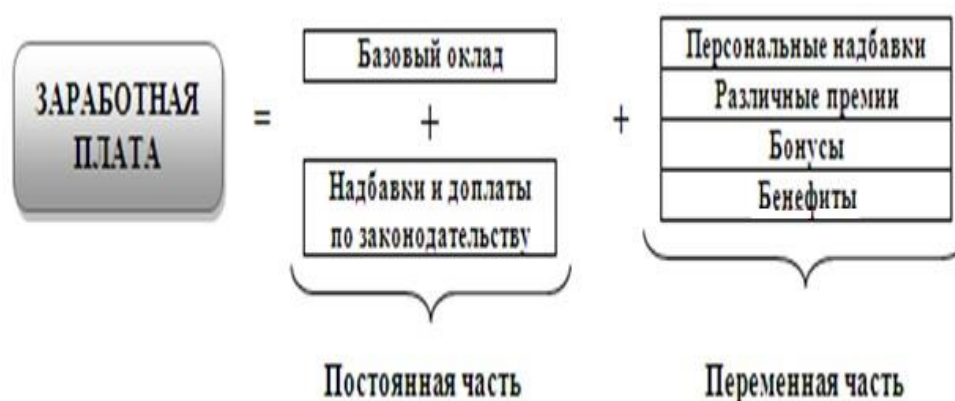 ЗАРАБОТНАЯ
ПЛАТА
=
Базовый оклад
+
Надбавки и доплаты
по законодательству
Постоянная часть
+
Персональные надбавки
Различные премии
Бонусы
Бенефиты
Переменная часть